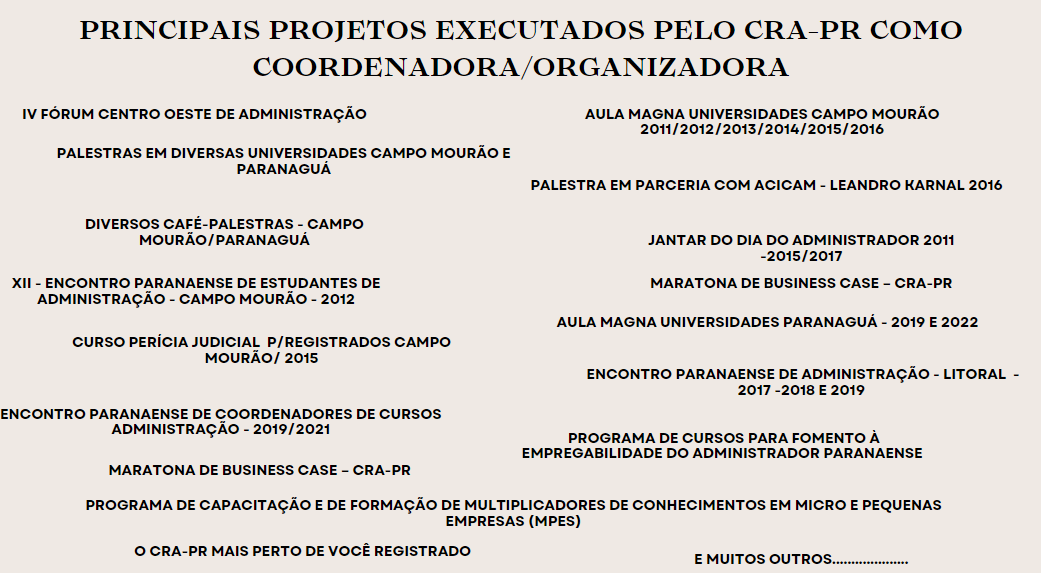 PRINCIPAIS PROJETOS EXECUTADOS PELO CRA-PR COMO
COORDENADORA/ORGANIZADORA
IV FÓRUM CENTRO OESTE DE ADMINISTRAÇÃO
PALESTRAS EM DIVERSAS UNIVERSIDADES CAMPO MOURÃO E
PARANAGUÁ
DIVERSOS CAFÉ-PALESTRAS - CAMPO
MOURÃO/PARANAGUÁ
XII - ENCONTRO PARANAENSE DE ESTUDANTES DE
ADMINISTRAÇÃO - CAMPO MOURÃO - 2012
CURSO PERÍCIA JUDICIAL P/REGISTRADOS CAMPO
MOURÃO/ 2015
ENCONTRO PARANAENSE DE COORDENADORES DE CURSOS
ADMINISTRAÇÃO - 2019/2021
MARATONA DE BUSINESS CASE – CRA-PR
AULA MAGNA UNIVERSIDADES CAMPO MOURÃO
2011/2012/2013/2014/2015/2016
PALESTRA EM PARCERIA COM ACICAM - LEANDRO KARNAL 2016
JANTAR DO DIA DO ADMINISTRADOR 2011
-2015/2017
MARATONA DE BUSINESS CASE – CRA-PR
AULA MAGNA UNIVERSIDADES PARANAGUÁ - 2019 E 2022
ENCONTRO PARANAENSE DE ADMINISTRAÇÃO - LITORAL -
2017 -2018 E 2019
PROGRAMA DE CURSOS PARA FOMENTO À
EMPREGABILIDADE DO ADMINISTRADOR PARANAENSE
PROGRAMA DE CAPACITAÇÃO E DE FORMAÇÃO DE MULTIPLICADORES DE CONHECIMENTOS EM MICRO E PEQUENAS
EMPRESAS (MPES)
O CRA-PR MAIS PERTO DE VOCÊ REGISTRADO
E MUITOS OUTROS....................